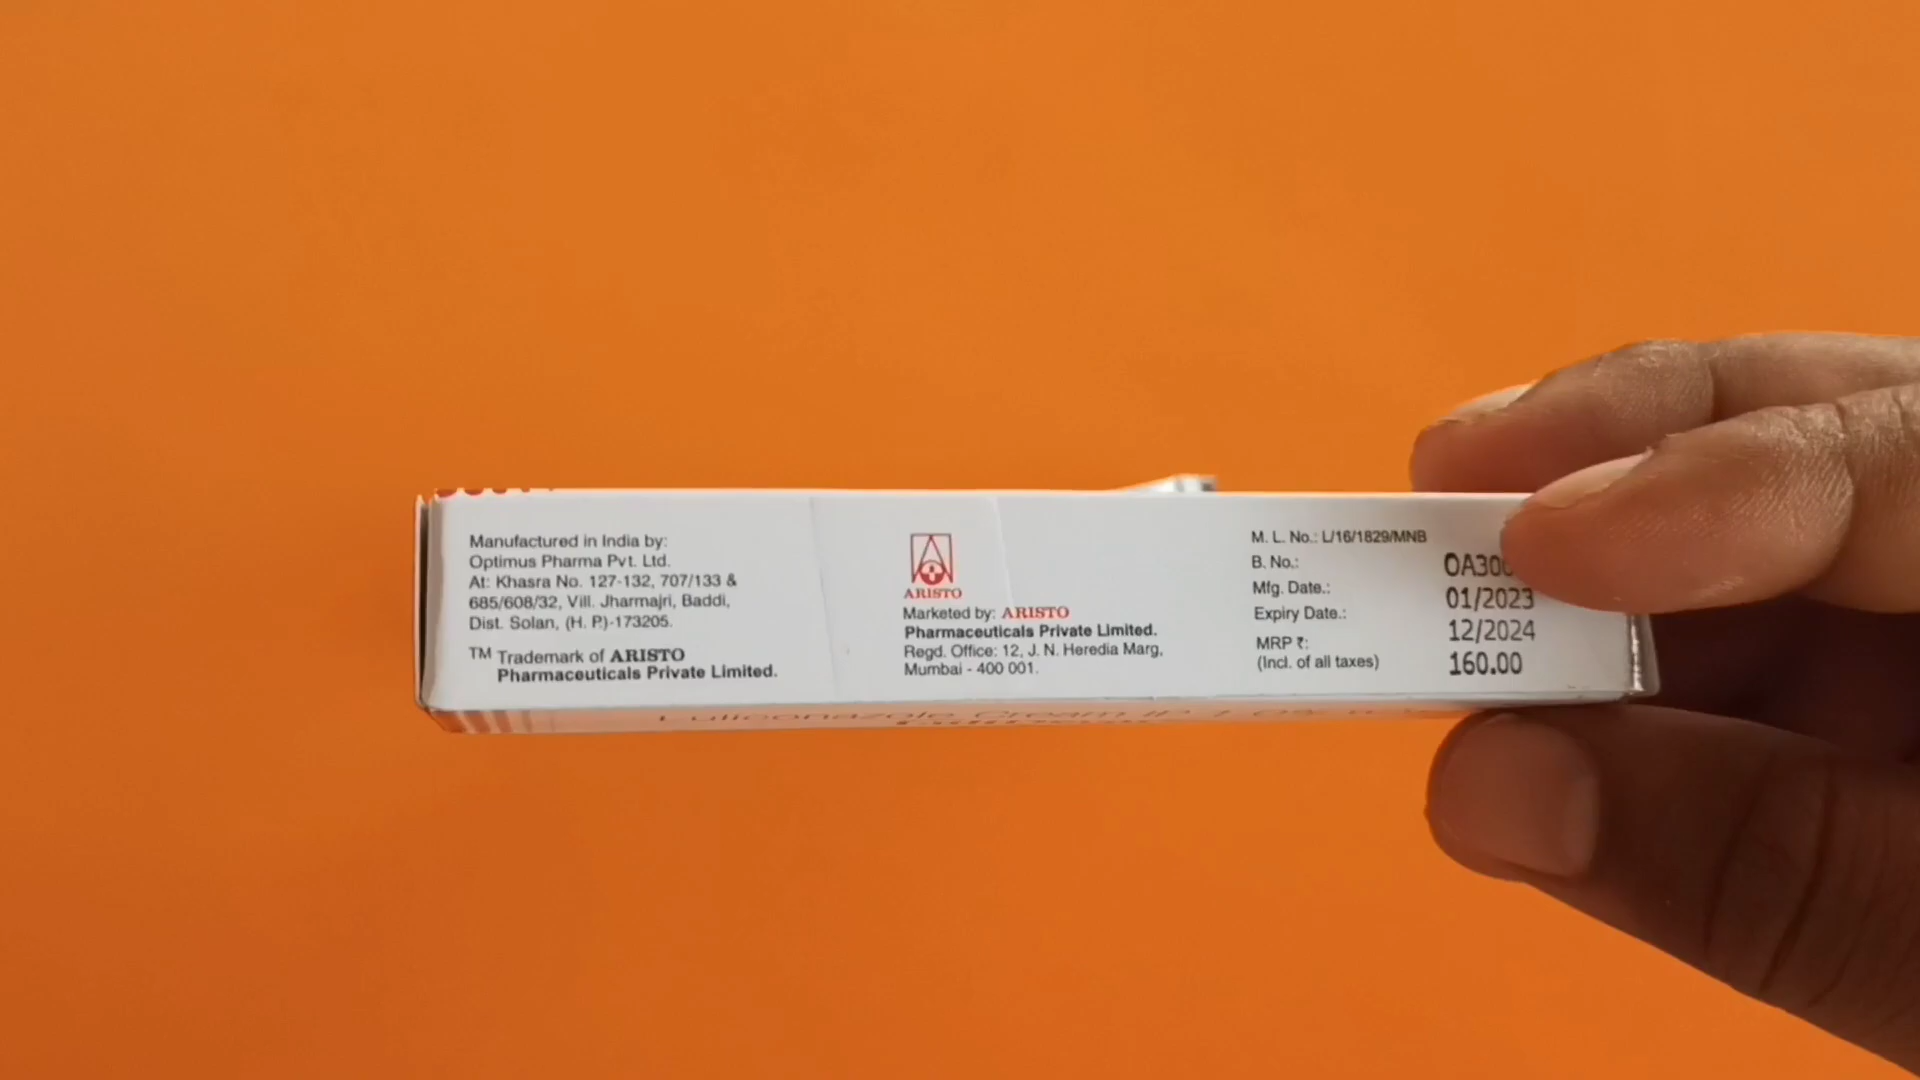 Manufactured in India by:
Optimus Pharma Pvt. Ltd.
At: Khasra No. 127-132, 707/133 &
685/608/32, Vill. Jharmajri, Baddi,
Dist. Solan, (H. P.)-173205.
TM Trademark of ARISTO
Pharmaceuticals Private Limited.
ARISTO
Marketed by: ARISTO
Pharmaceuticals Private Limited.
Regd. Office: 12, J. N. Heredia Marg,
Mumbai - 400 001.
M. L. No.: L/16/1829/MNB
B. No.:
Mfg. Date.: 01/2023
Expiry Date.: 12/2024
MRP ₹: 160.00
(Incl. of all taxes)
Luliconazole Cream IP